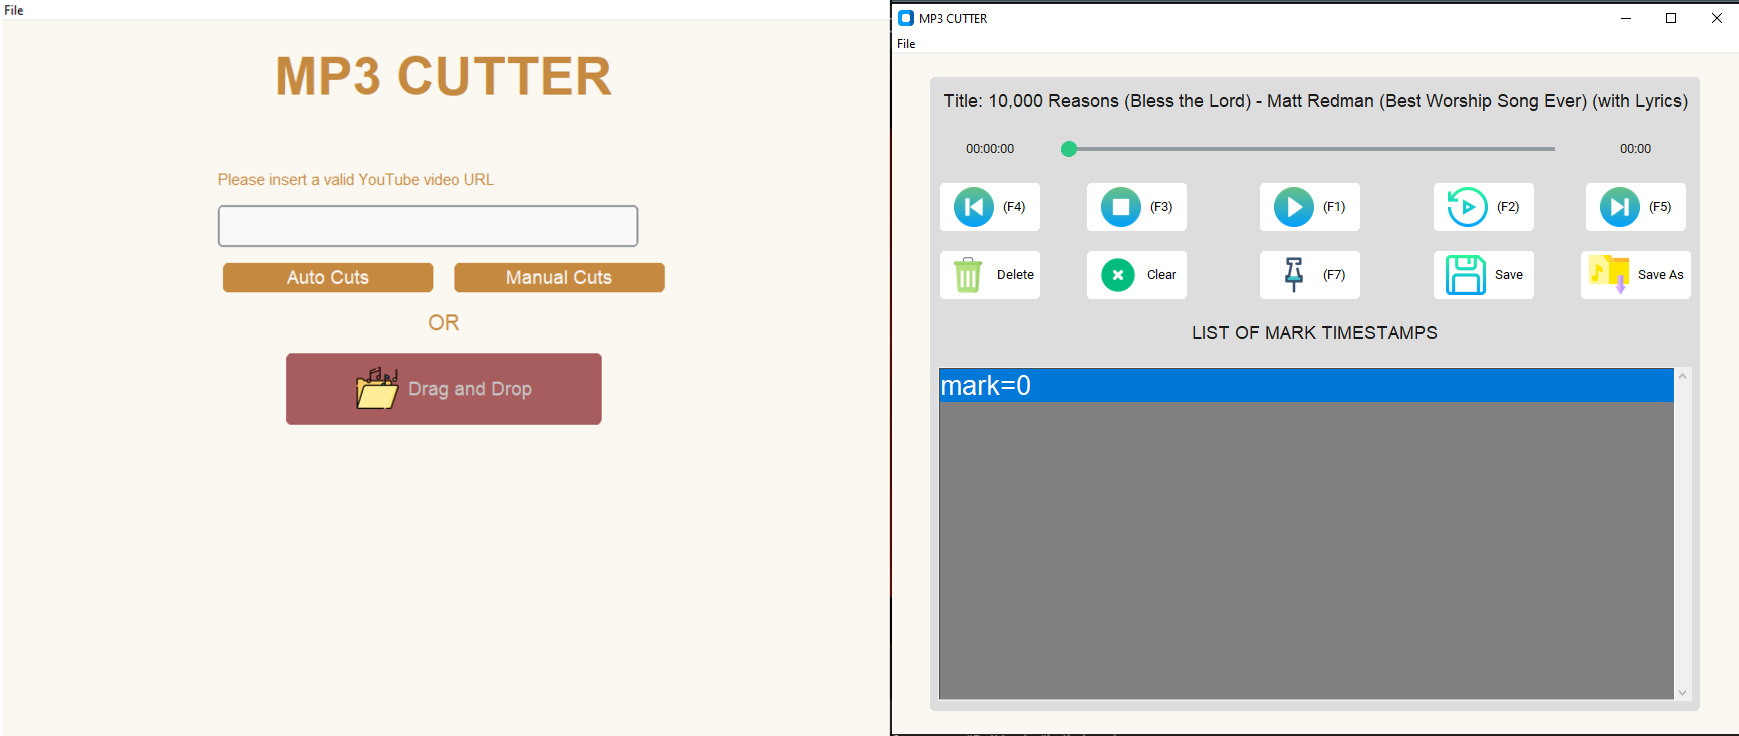 File
MP3 CUTTER
Please insert a valid YouTube video URL
Auto Cuts
Manual Cuts
OR
Drag and Drop
MP3 CUTTER
File
Title: 10,000 Reasons (Bless the Lord) - Matt Redman (Best Worship Song Ever) (with Lyrics)
00:00:00
00:00
(F4)
(F3)
(F1)
(F2)
(F5)
Delete
Clear
(F7)
Save
Save As
LIST OF MARK TIMESTAMPS
mark=0